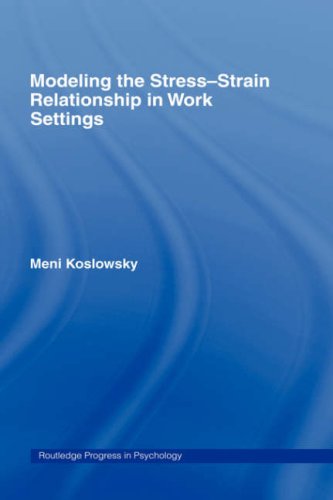 Modeling the Stress–Strain
Relationship in Work
Settings
Meni Koslowsky
Routledge Progress in Psychology